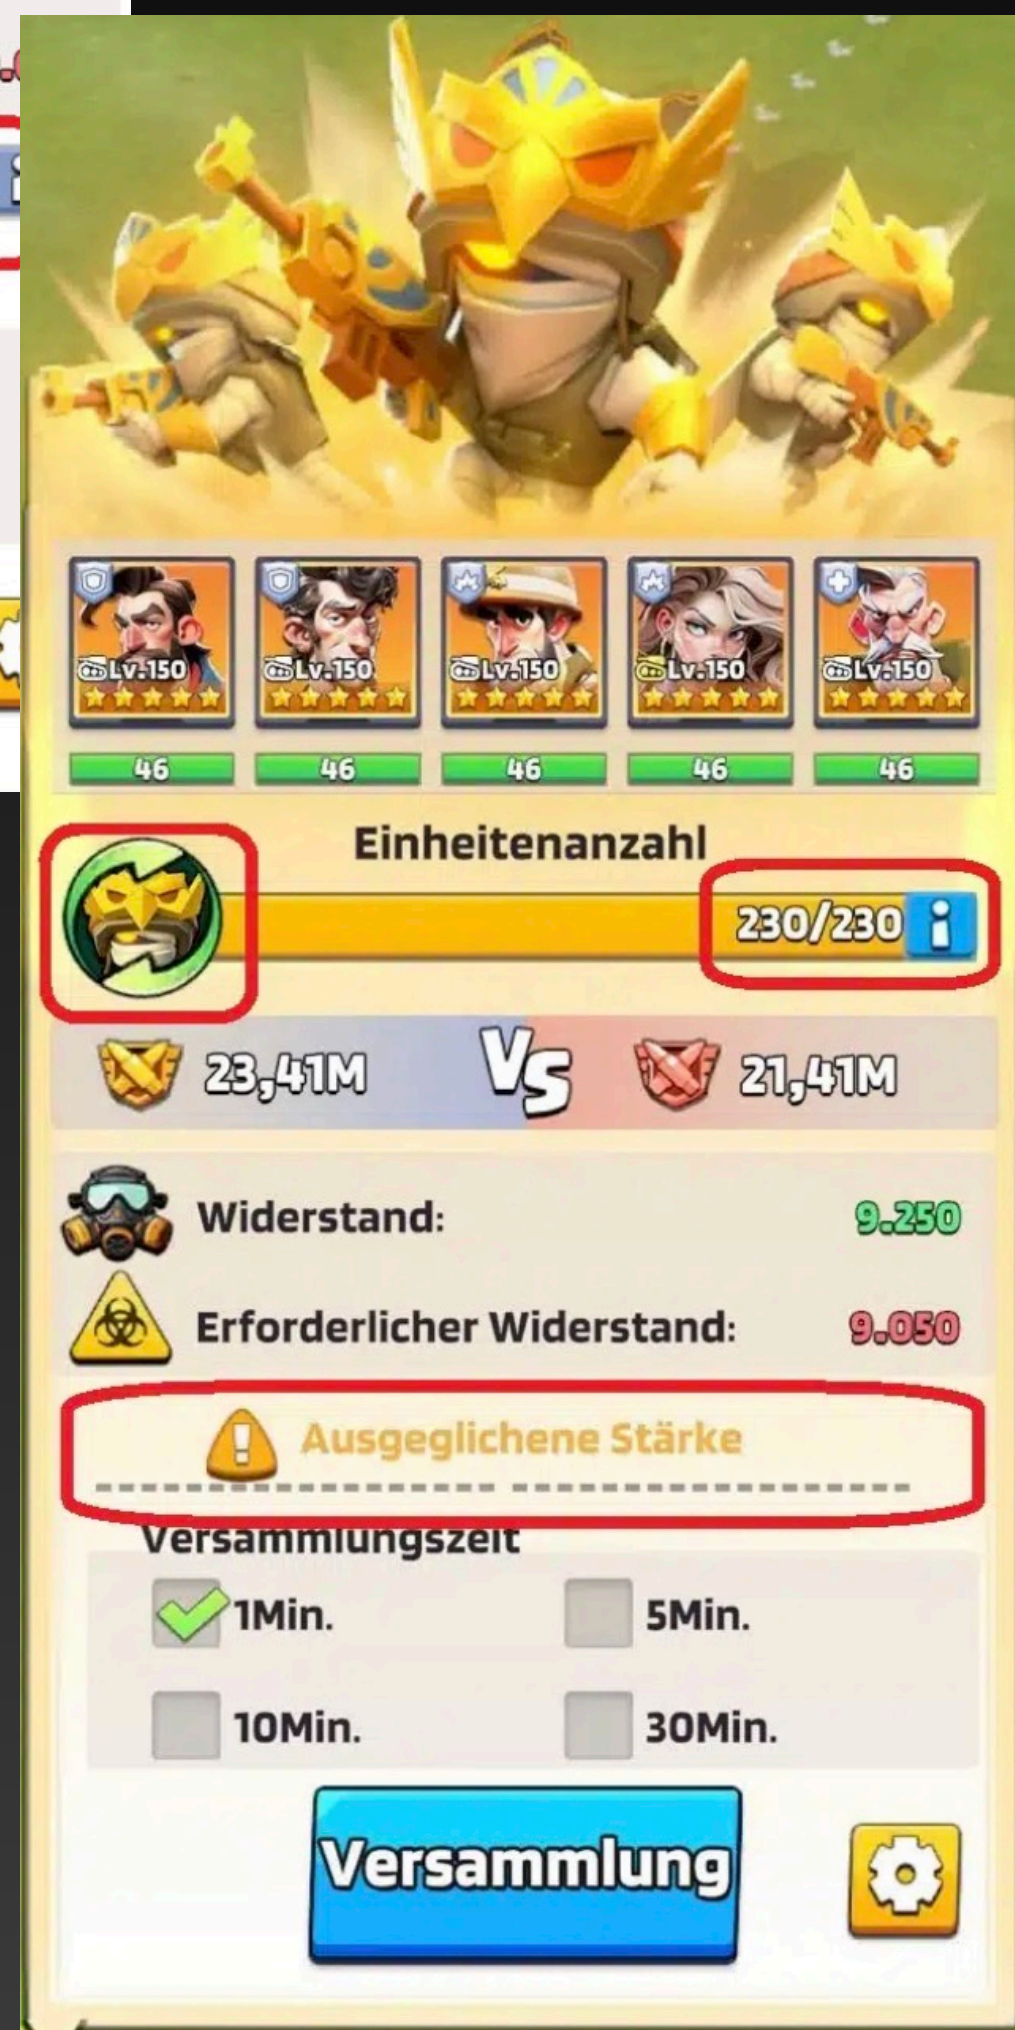 Lv.150 Lv.150 Lv.150 Lv.150 Lv.150
46 46 46 46 46
Einheitenanzahl
230/230 i
23,41M VS 21,41M
Widerstand: 9.250
Erforderlicher Widerstand: 9.050
! Ausgeglichene Stärke
Versammlungszeit
1Min. 5Min.
10Min. 30Min.
Versammlung